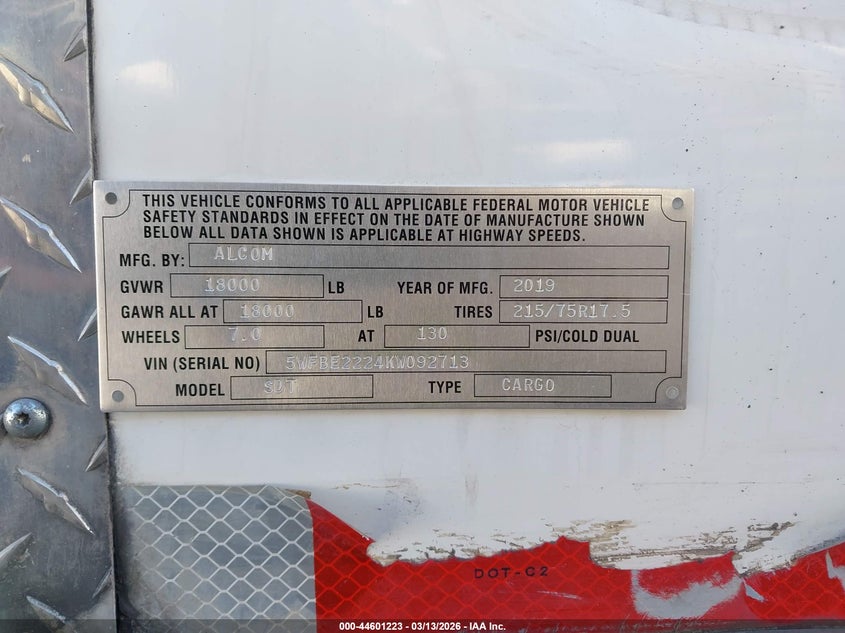 THIS VEHICLE CONFORMS TO ALL APPLICABLE FEDERAL MOTOR VEHICLE
SAFETY STANDARDS IN EFFECT ON THE DATE OF MANUFACTURE SHOWN
BELOW ALL DATA SHOWN IS APPLICABLE AT HIGHWAY SPEEDS.
MFG. BY: ALCOM
GVWR 18000 LB YEAR OF MFG. 2019
GAWR ALL AT 18000 LB TIRES 215/75R17.5
WHEELS 7.0 AT 130 PSI/COLD DUAL
VIN (SERIAL NO) 5WFBE2224KW092713
MODEL SDT TYPE CARGO
DOT-C2
000-44601223 | 03/13/2026 - IAA Inc.